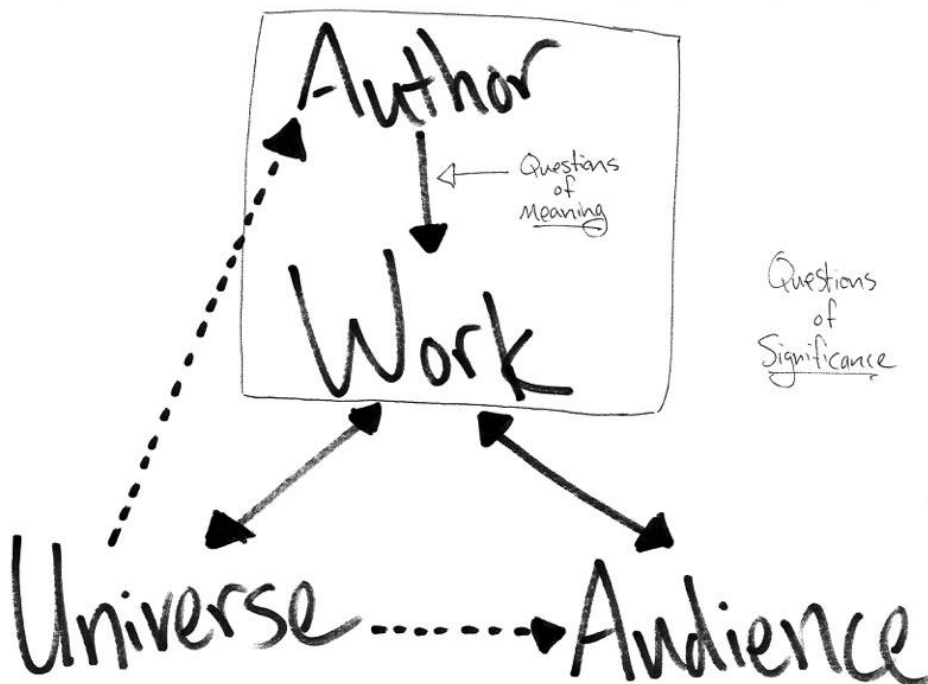 Author
Questions
of
Meaning
Work
Questions
of
Significance
Universe
Audience